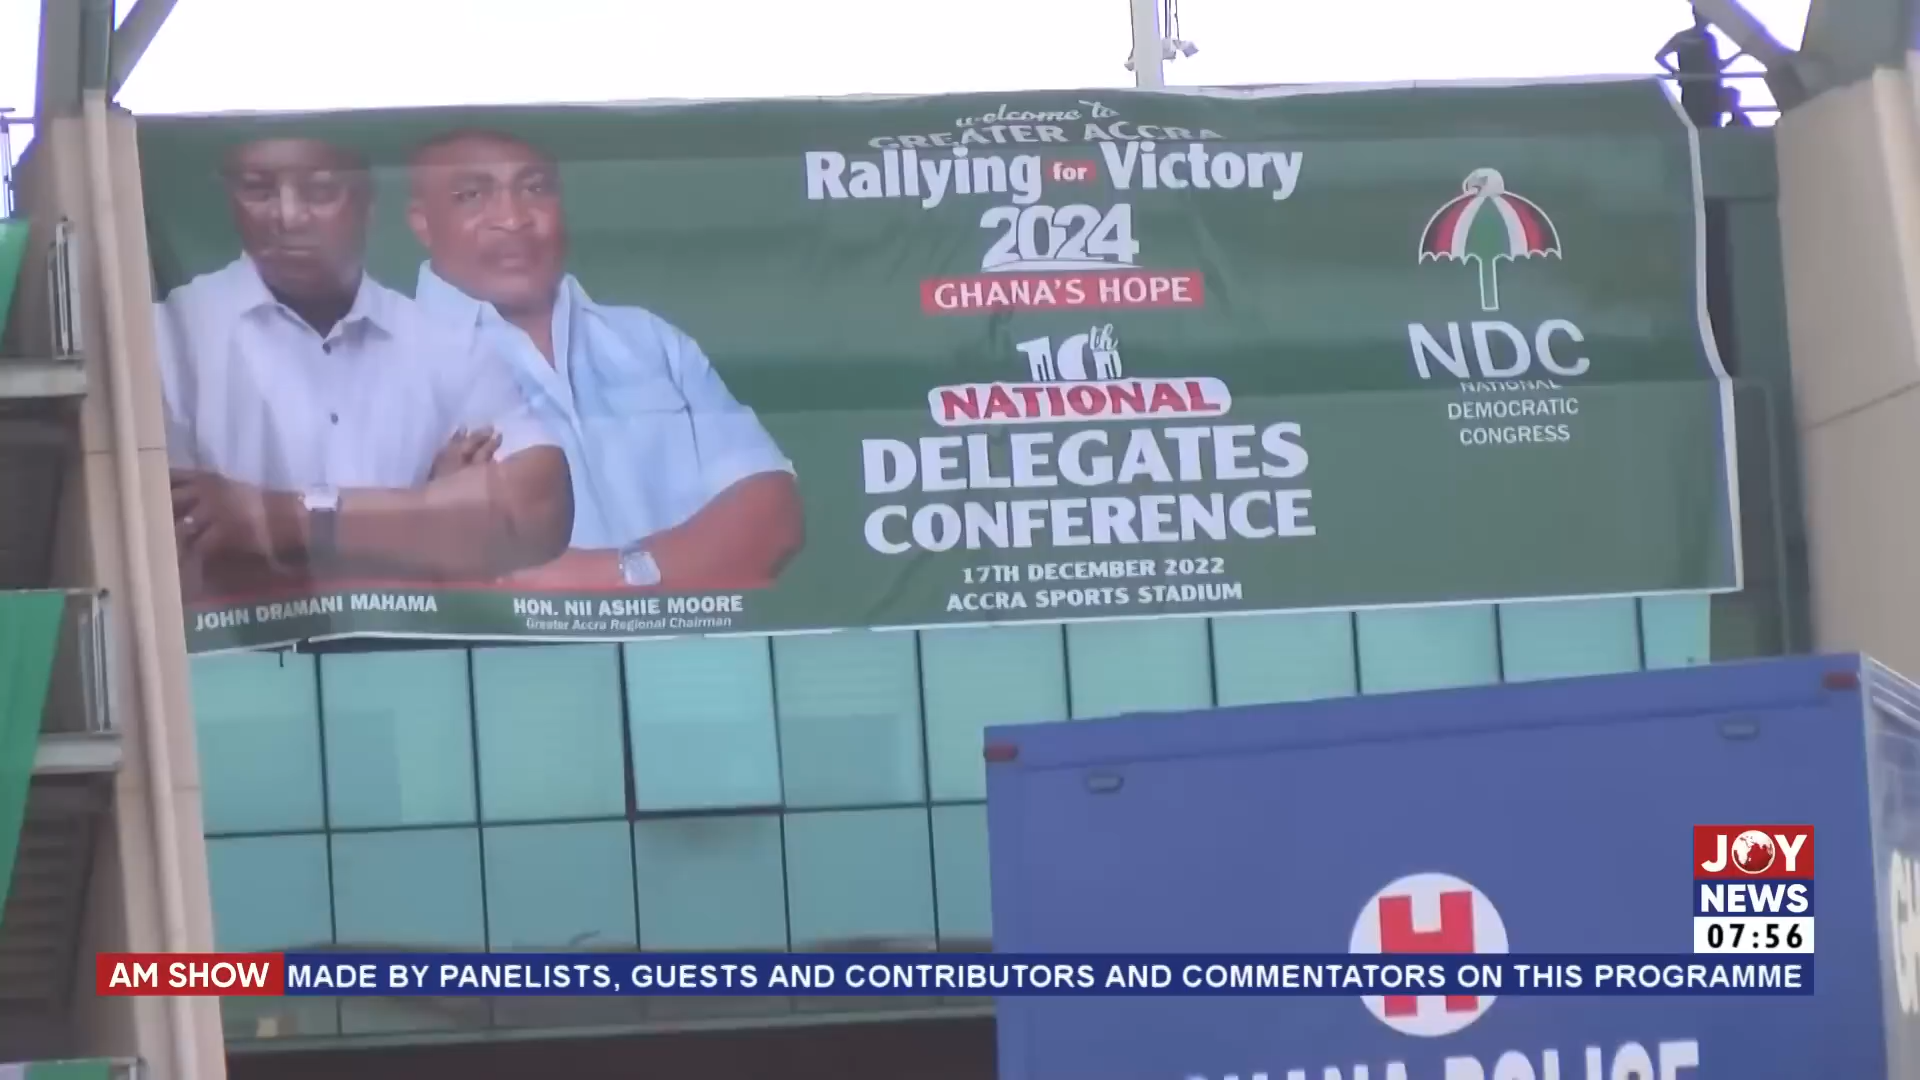 welcome to
GREATER ACCRA
Rallying for Victory
2024
GHANA'S HOPE
10th
NATIONAL
DELEGATES
CONFERENCE
17TH DECEMBER 2022
ACCRA SPORTS STADIUM
NDC
NATIONAL
DEMOCRATIC
CONGRESS
JOHN DRAMANI MAHAMA
HON. NII ASHIE MOORE
Greater Accra Regional Chairman
H
GHANA POLICE
JOY
NEWS
07:56
AM SHOW
MADE BY PANELISTS, GUESTS AND CONTRIBUTORS AND COMMENTATORS ON THIS PROGRAMME